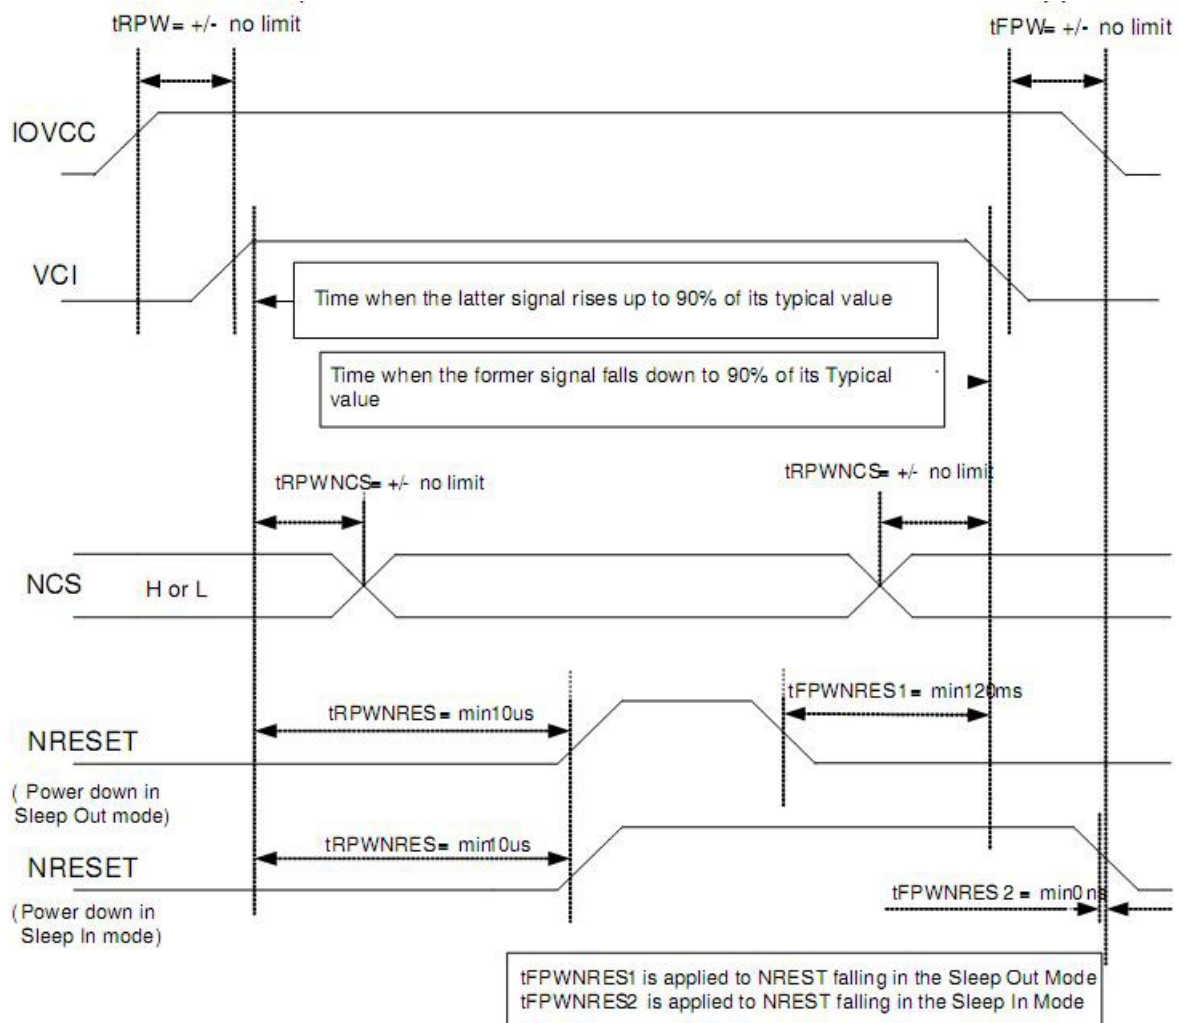 tRPW= +/- no limit
tFPW= +/- no limit
IOVCC
VCI
Time when the latter signal rises up to 90% of its typical value
Time when the former signal falls down to 90% of its Typical
value
tRPWNCS= +/- no limit
tRPWNCS= +/- no limit
NCS
H or L
tFPWNRES1= min120ms
tRPWNRES= min10us
NRESET
( Power down in
Sleep Out mode)
tRPWNRES= min10us
NRESET
tFPWNRES2 = min0ns
(Power down in
Sleep In mode)
tFPWNRES1 is applied to NREST falling in the Sleep Out Mode
tFPWNRES2 is applied to NREST falling in the Sleep In Mode